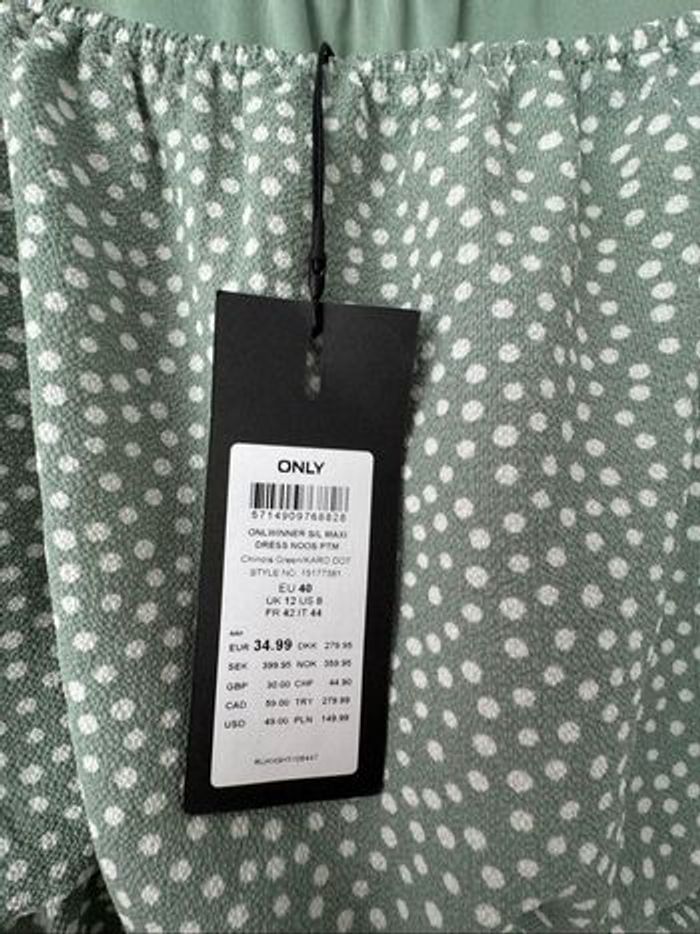 ONLY
5714909768828
ONLWINNER S/L MAXI
DRESS NOOS PTM
Chinois Green/KARO DOT
STYLE NO: 15177381
EU 40
UK 12 US 8
FR 42 IT 44
RRP
EUR 34.99 DKK 279.95
SEK 399.95 NOK 359.95
GBP 30.00 CHF 44.90
CAD 59.00 TRY 279.99
USD 49.00 PLN 149.99